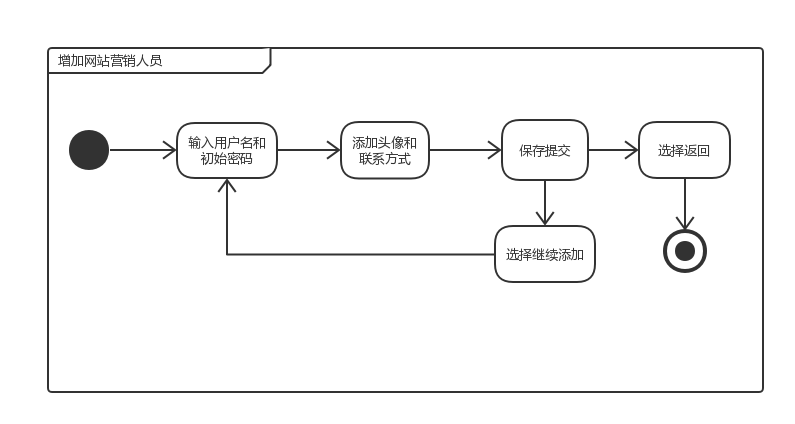 增加网站营销人员
输入用户名和
初始密码
添加头像和
联系方式
保存提交
选择返回
选择继续添加